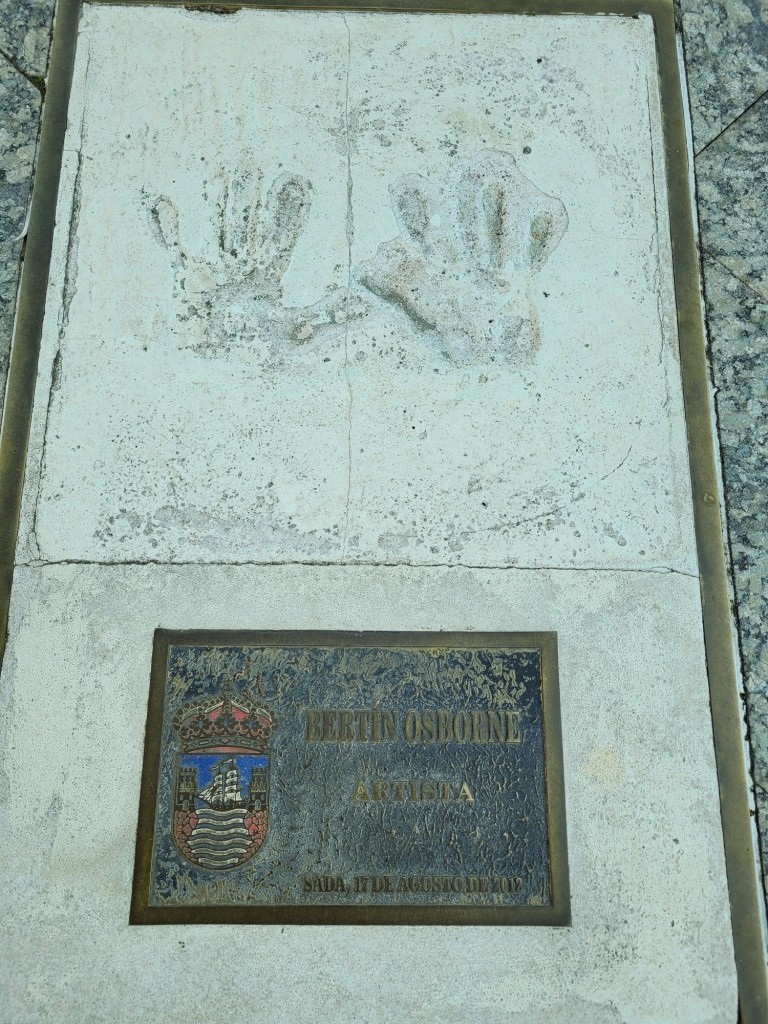 BERTÍN OSBORNE
ARTISTA
SADA, 17 DE AGOSTO DE 2012